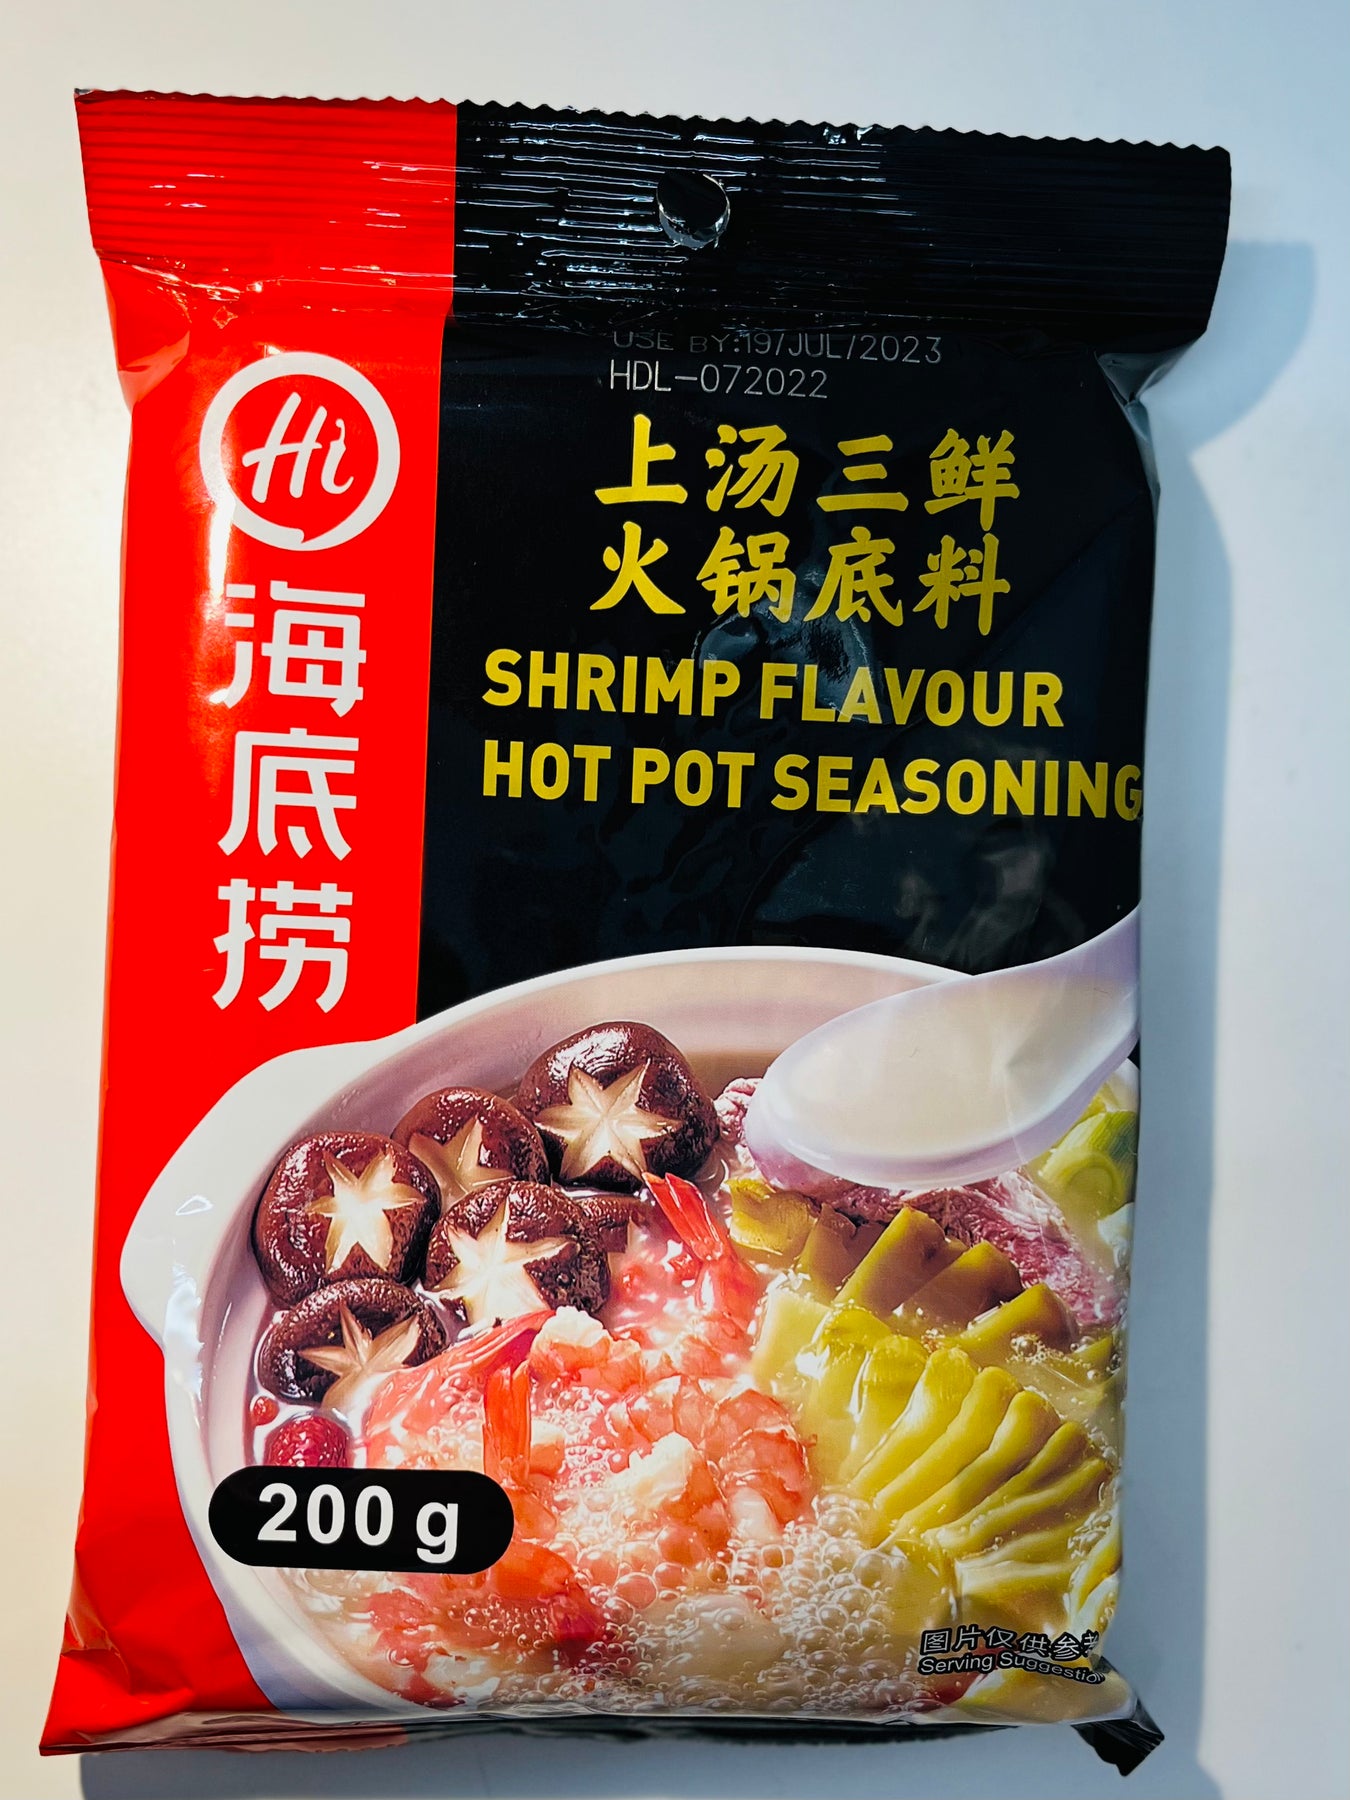 USE BY:19/JUL/2023
HDL-072022
Hi
海底捞
上汤三鲜
火锅底料
SHRIMP FLAVOUR
HOT POT SEASONING
200 g
图片仅供参考
Serving Suggestion